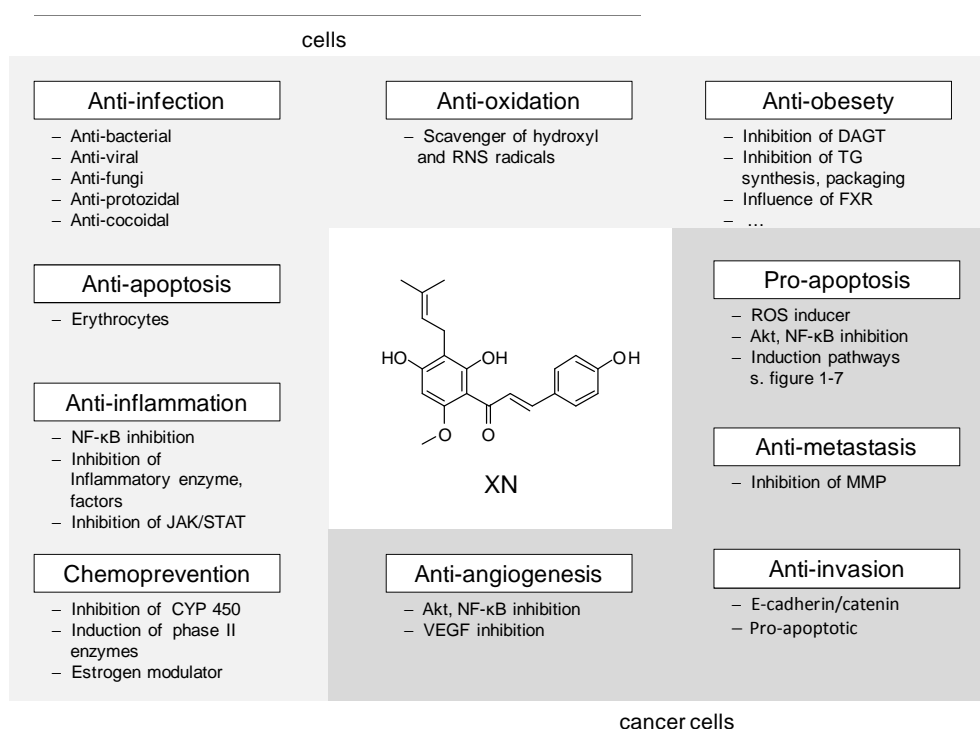 cells
Anti-infection
– Anti-bacterial
– Anti-viral
– Anti-fungi
– Anti-protozidal
– Anti-cocoidal
Anti-oxidation
– Scavenger of hydroxyl
and RNS radicals
Anti-obesety
– Inhibition of DAGT
– Inhibition of TG
synthesis, packaging
– Influence of FXR
– ...
Anti-apoptosis
– Erythrocytes
Anti-inflammation
– NF-κB inhibition
– Inhibition of
Inflammatory enzyme,
factors
– Inhibition of JAK/STAT
Chemoprevention
– Inhibition of CYP 450
– Induction of phase II
enzymes
– Estrogen modulator
HO
OH
OH
O
O
XN
Pro-apoptosis
– ROS inducer
– Akt, NF-κB inhibition
– Induction pathways
s. figure 1-7
Anti-metastasis
– Inhibition of MMP
Anti-angiogenesis
– Akt, NF-κB inhibition
– VEGF inhibition
Anti-invasion
– E-cadherin/catenin
– Pro-apoptotic
cancer cells